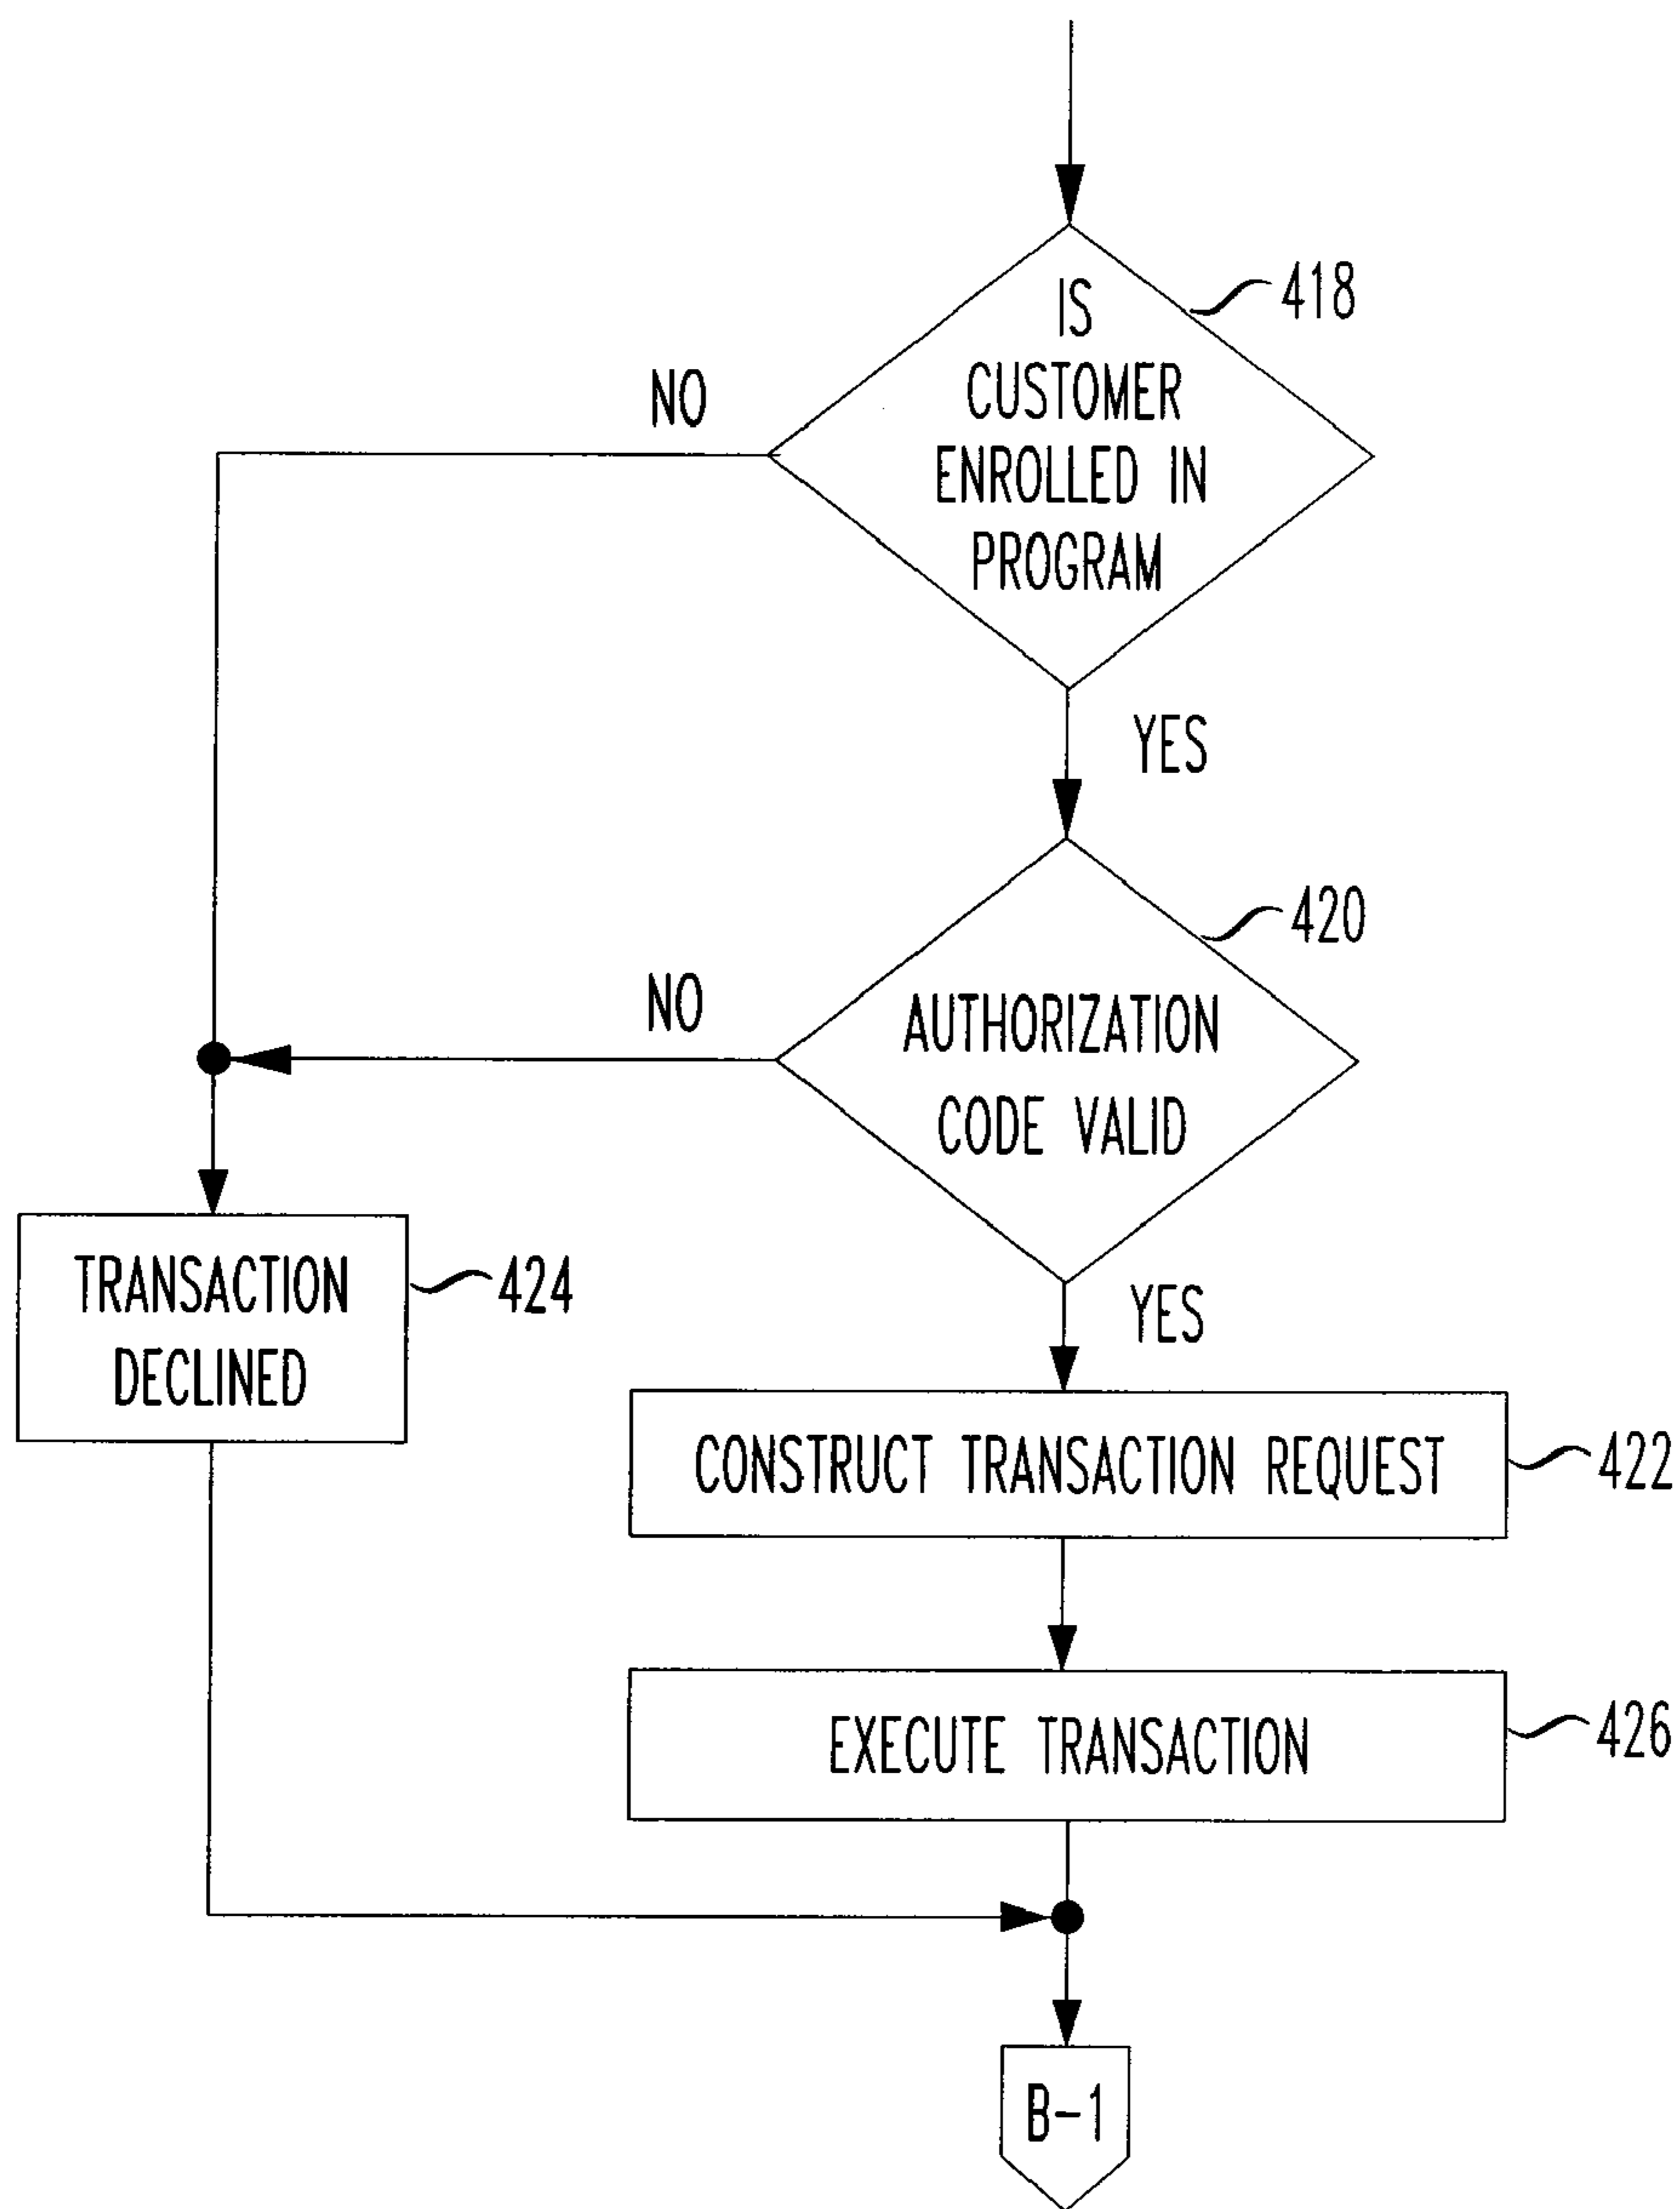 418
IS
CUSTOMER
ENROLLED IN
PROGRAM
NO
YES
420
AUTHORIZATION
CODE VALID
NO
YES
TRANSACTION
DECLINED
424
CONSTRUCT TRANSACTION REQUEST
422
EXECUTE TRANSACTION
426
B-1